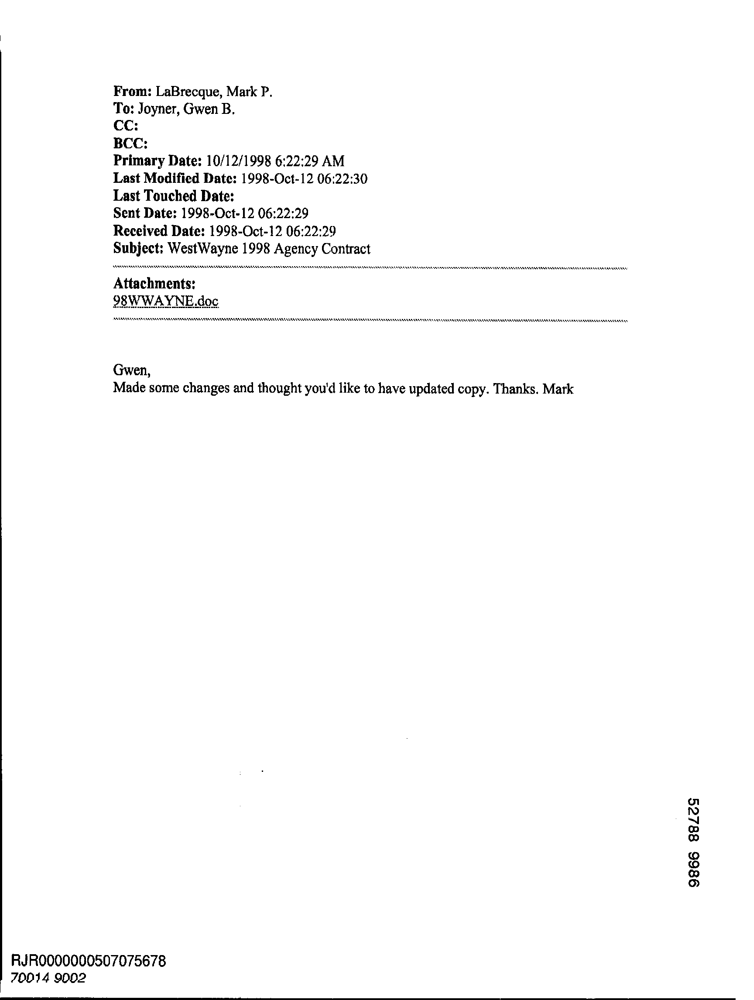 From: LaBrecque, Mark P.
To: Joyner, Gwen B.
CC:
BCC:
Primary Date: 10/12/1998 6:22:29 AM
Last Modified Date: 1998-Oct-12 06:22:30
Last Touched Date:
Sent Date: 1998-Oct-12 06:22:29
Received Date: 1998-Oct-12 06:22:29
Subject: WestWayne 1998 Agency Contract
Attachments:
98WWAYNE.doc
Gwen,
Made some changes and thought you'd like to have updated copy. Thanks. Mark
52788 9986
RJR0000000507075678
70014 9002